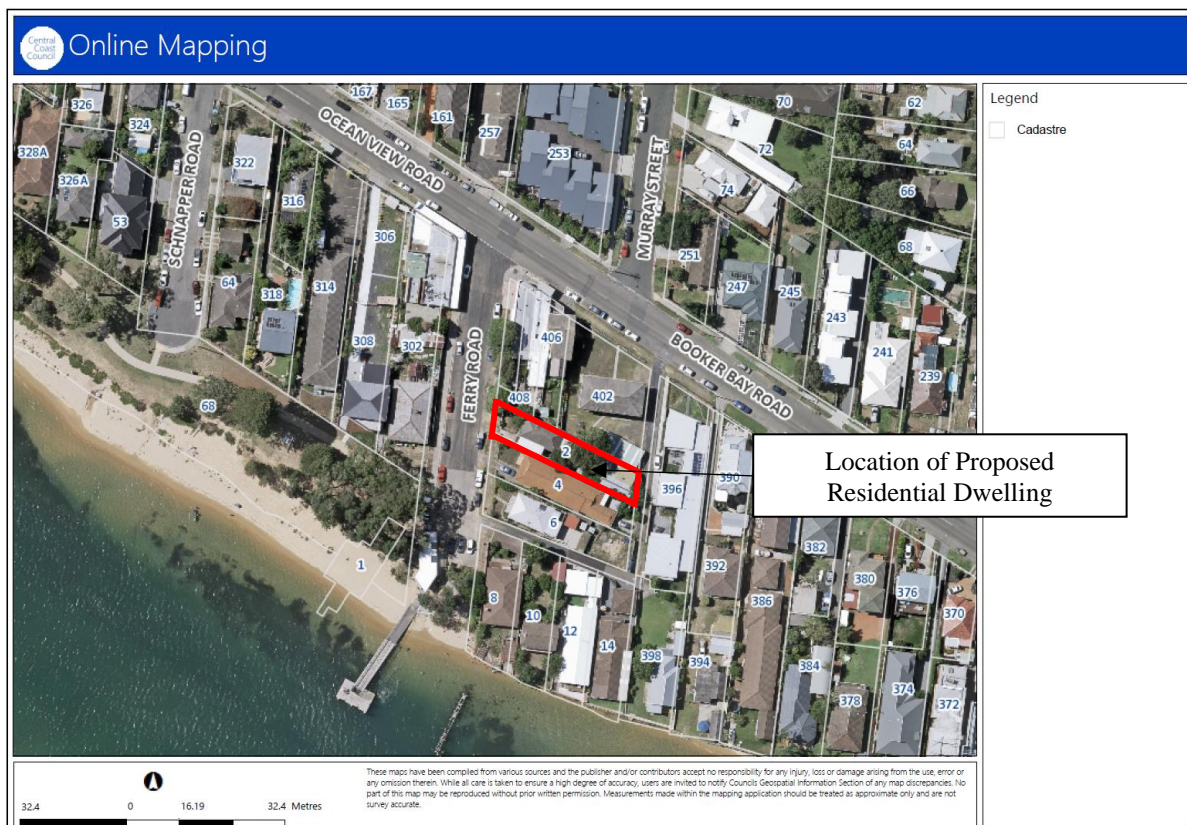 Central
Coast
Council
Online Mapping
Legend
Cadastre
167
165
161
257
253
70
62
326
324
328A
326A
53
322
316
SCHNAPPER ROAD
OCEAN VIEW ROAD
MURRAY STREET
72
64
74
66
306
251
68
64
318
314
247
245
308
302
FERRY ROAD
406
243
241
239
BOOKER BAY ROAD
68
408
402
2
4
396
390
Location of Proposed
Residential Dwelling
6
1
382
392
380
376
370
8
386
10
12
14
398
394
384
378
374
372
These maps have been compiled from various sources and the publisher and/or contributors accept no responsibility for any injury, loss or damage arising from the use, error or
any omission therein. While all care is taken to ensure a high degree of accuracy, users are invited to notify Councils Geospatial Information Section of any map discrepancies. No
part of this map may be reproduced without prior written permission. Measurements made within the mapping application should be treated as approximate only and are not
survey accurate.
32.4 0 16.19 32.4 Metres